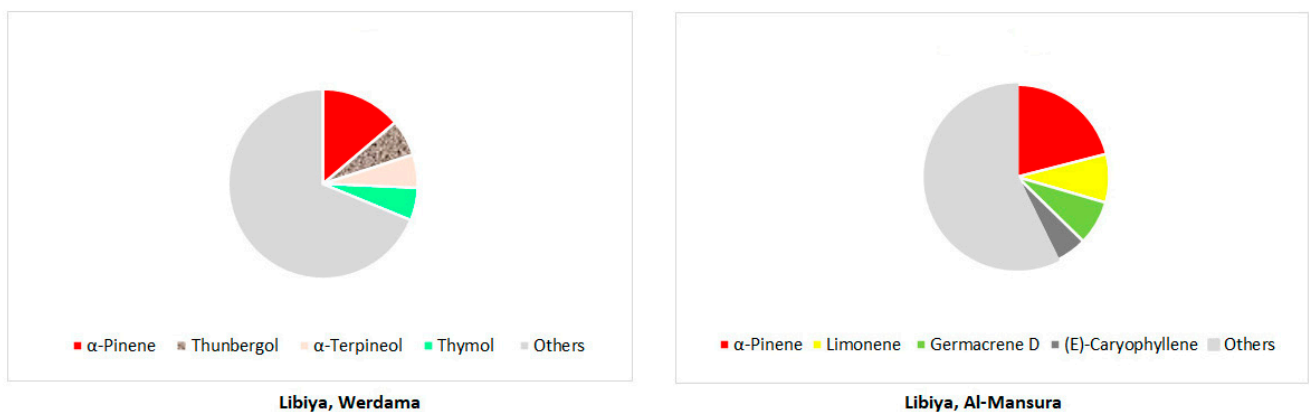 α-Pinene Thunbergol α-Terpineol Thymol Others
Libiya, Werdama
α-Pinene Limonene Germacrene D (E)-Caryophyllene Others
Libiya, Al-Mansura